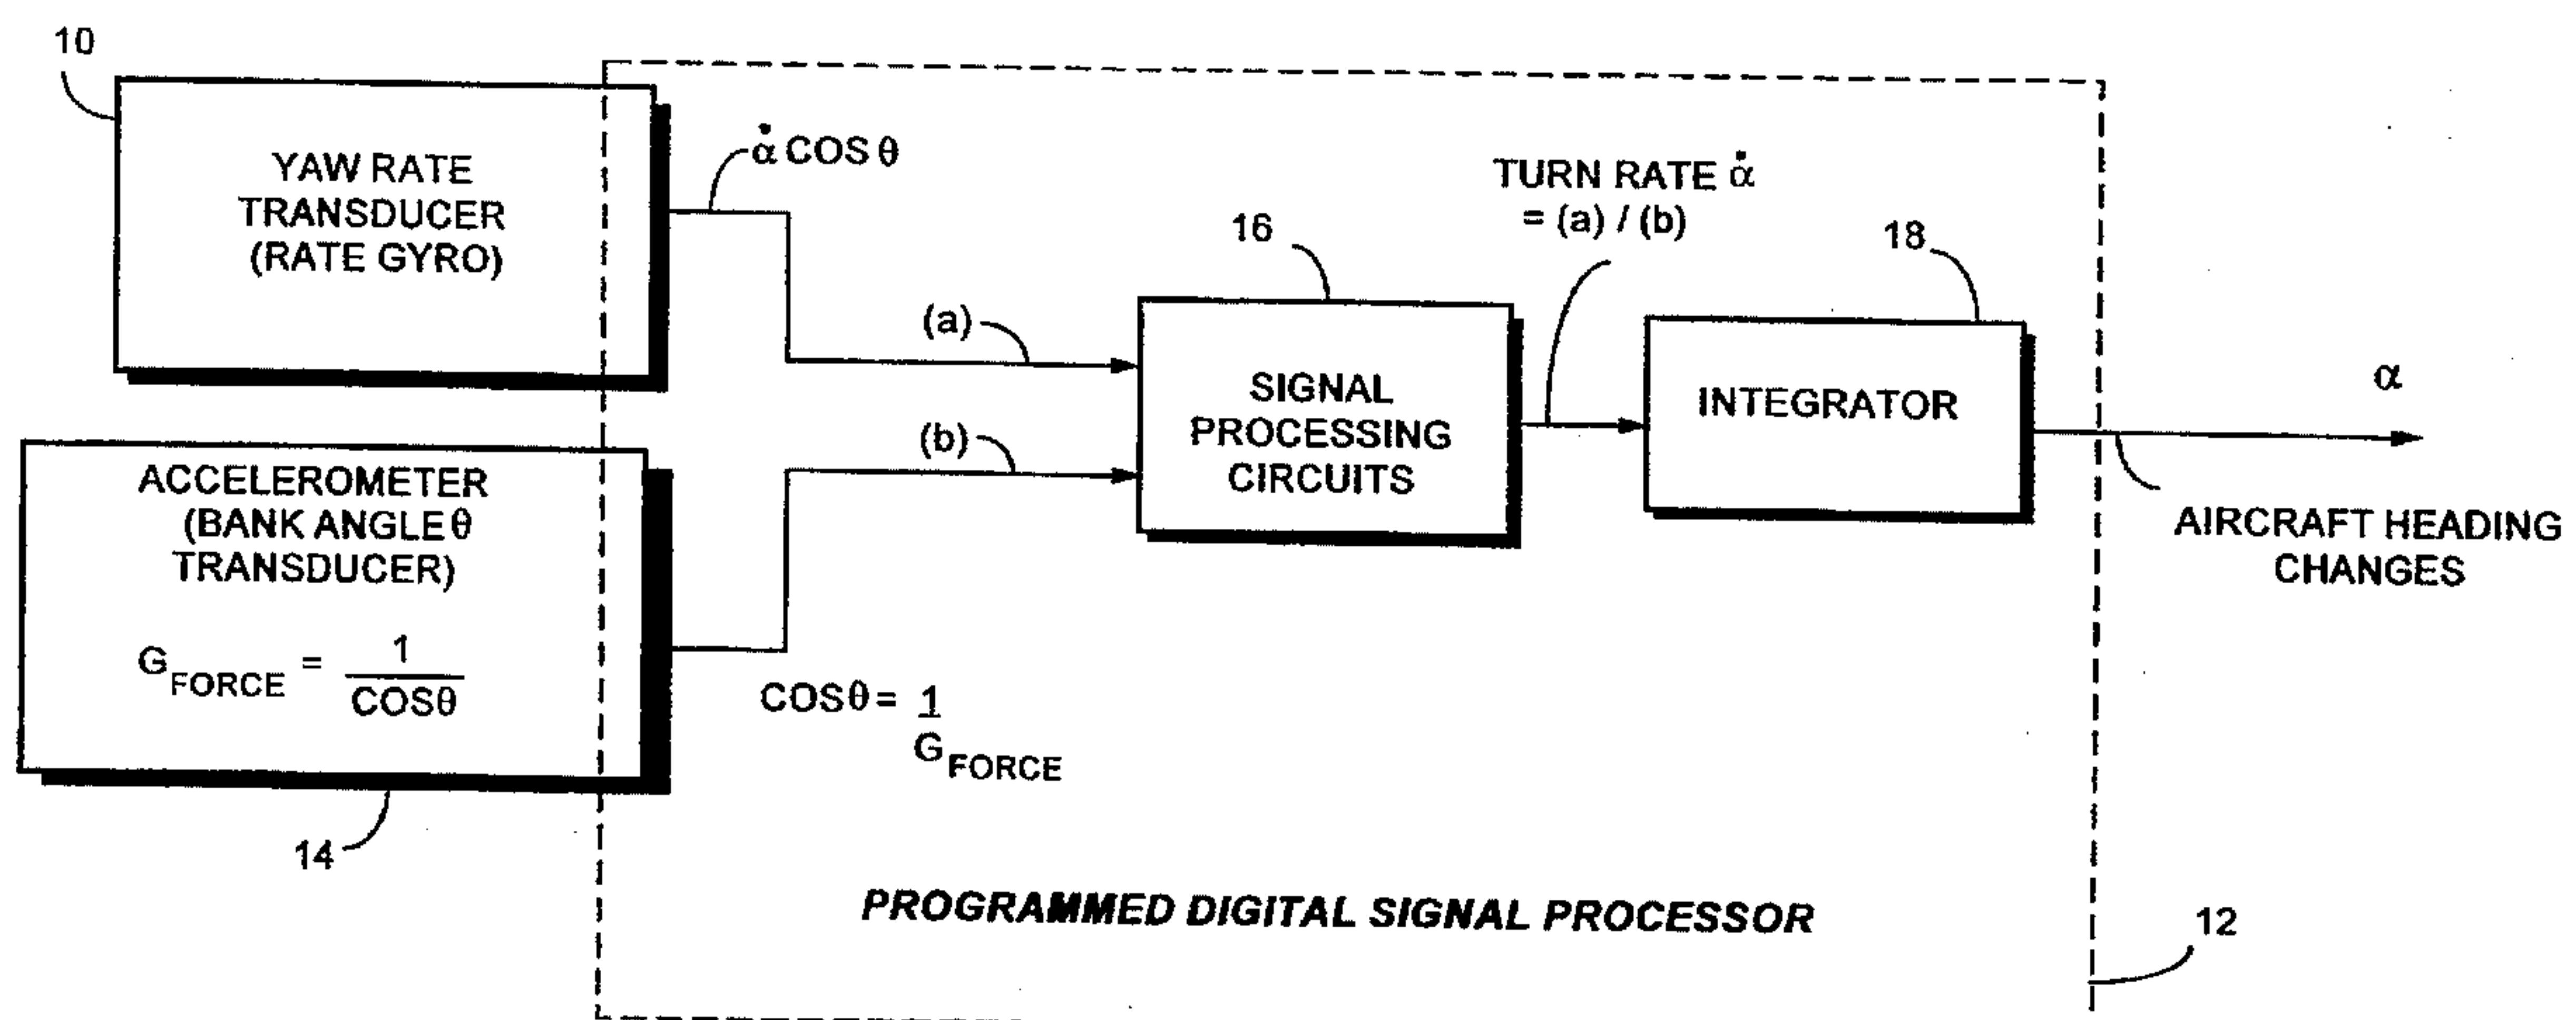 10
YAW RATE
TRANSDUCER
(RATE GYRO)
α̇ COS θ
ACCELEROMETER
(BANK ANGLE θ
TRANSDUCER)
G FORCE = 1
COSθ
14
COSθ = 1
G FORCE
(a)
(b)
16
SIGNAL
PROCESSING
CIRCUITS
TURN RATE α̇
= (a) / (b)
18
INTEGRATOR
α
AIRCRAFT HEADING
CHANGES
PROGRAMMED DIGITAL SIGNAL PROCESSOR
12